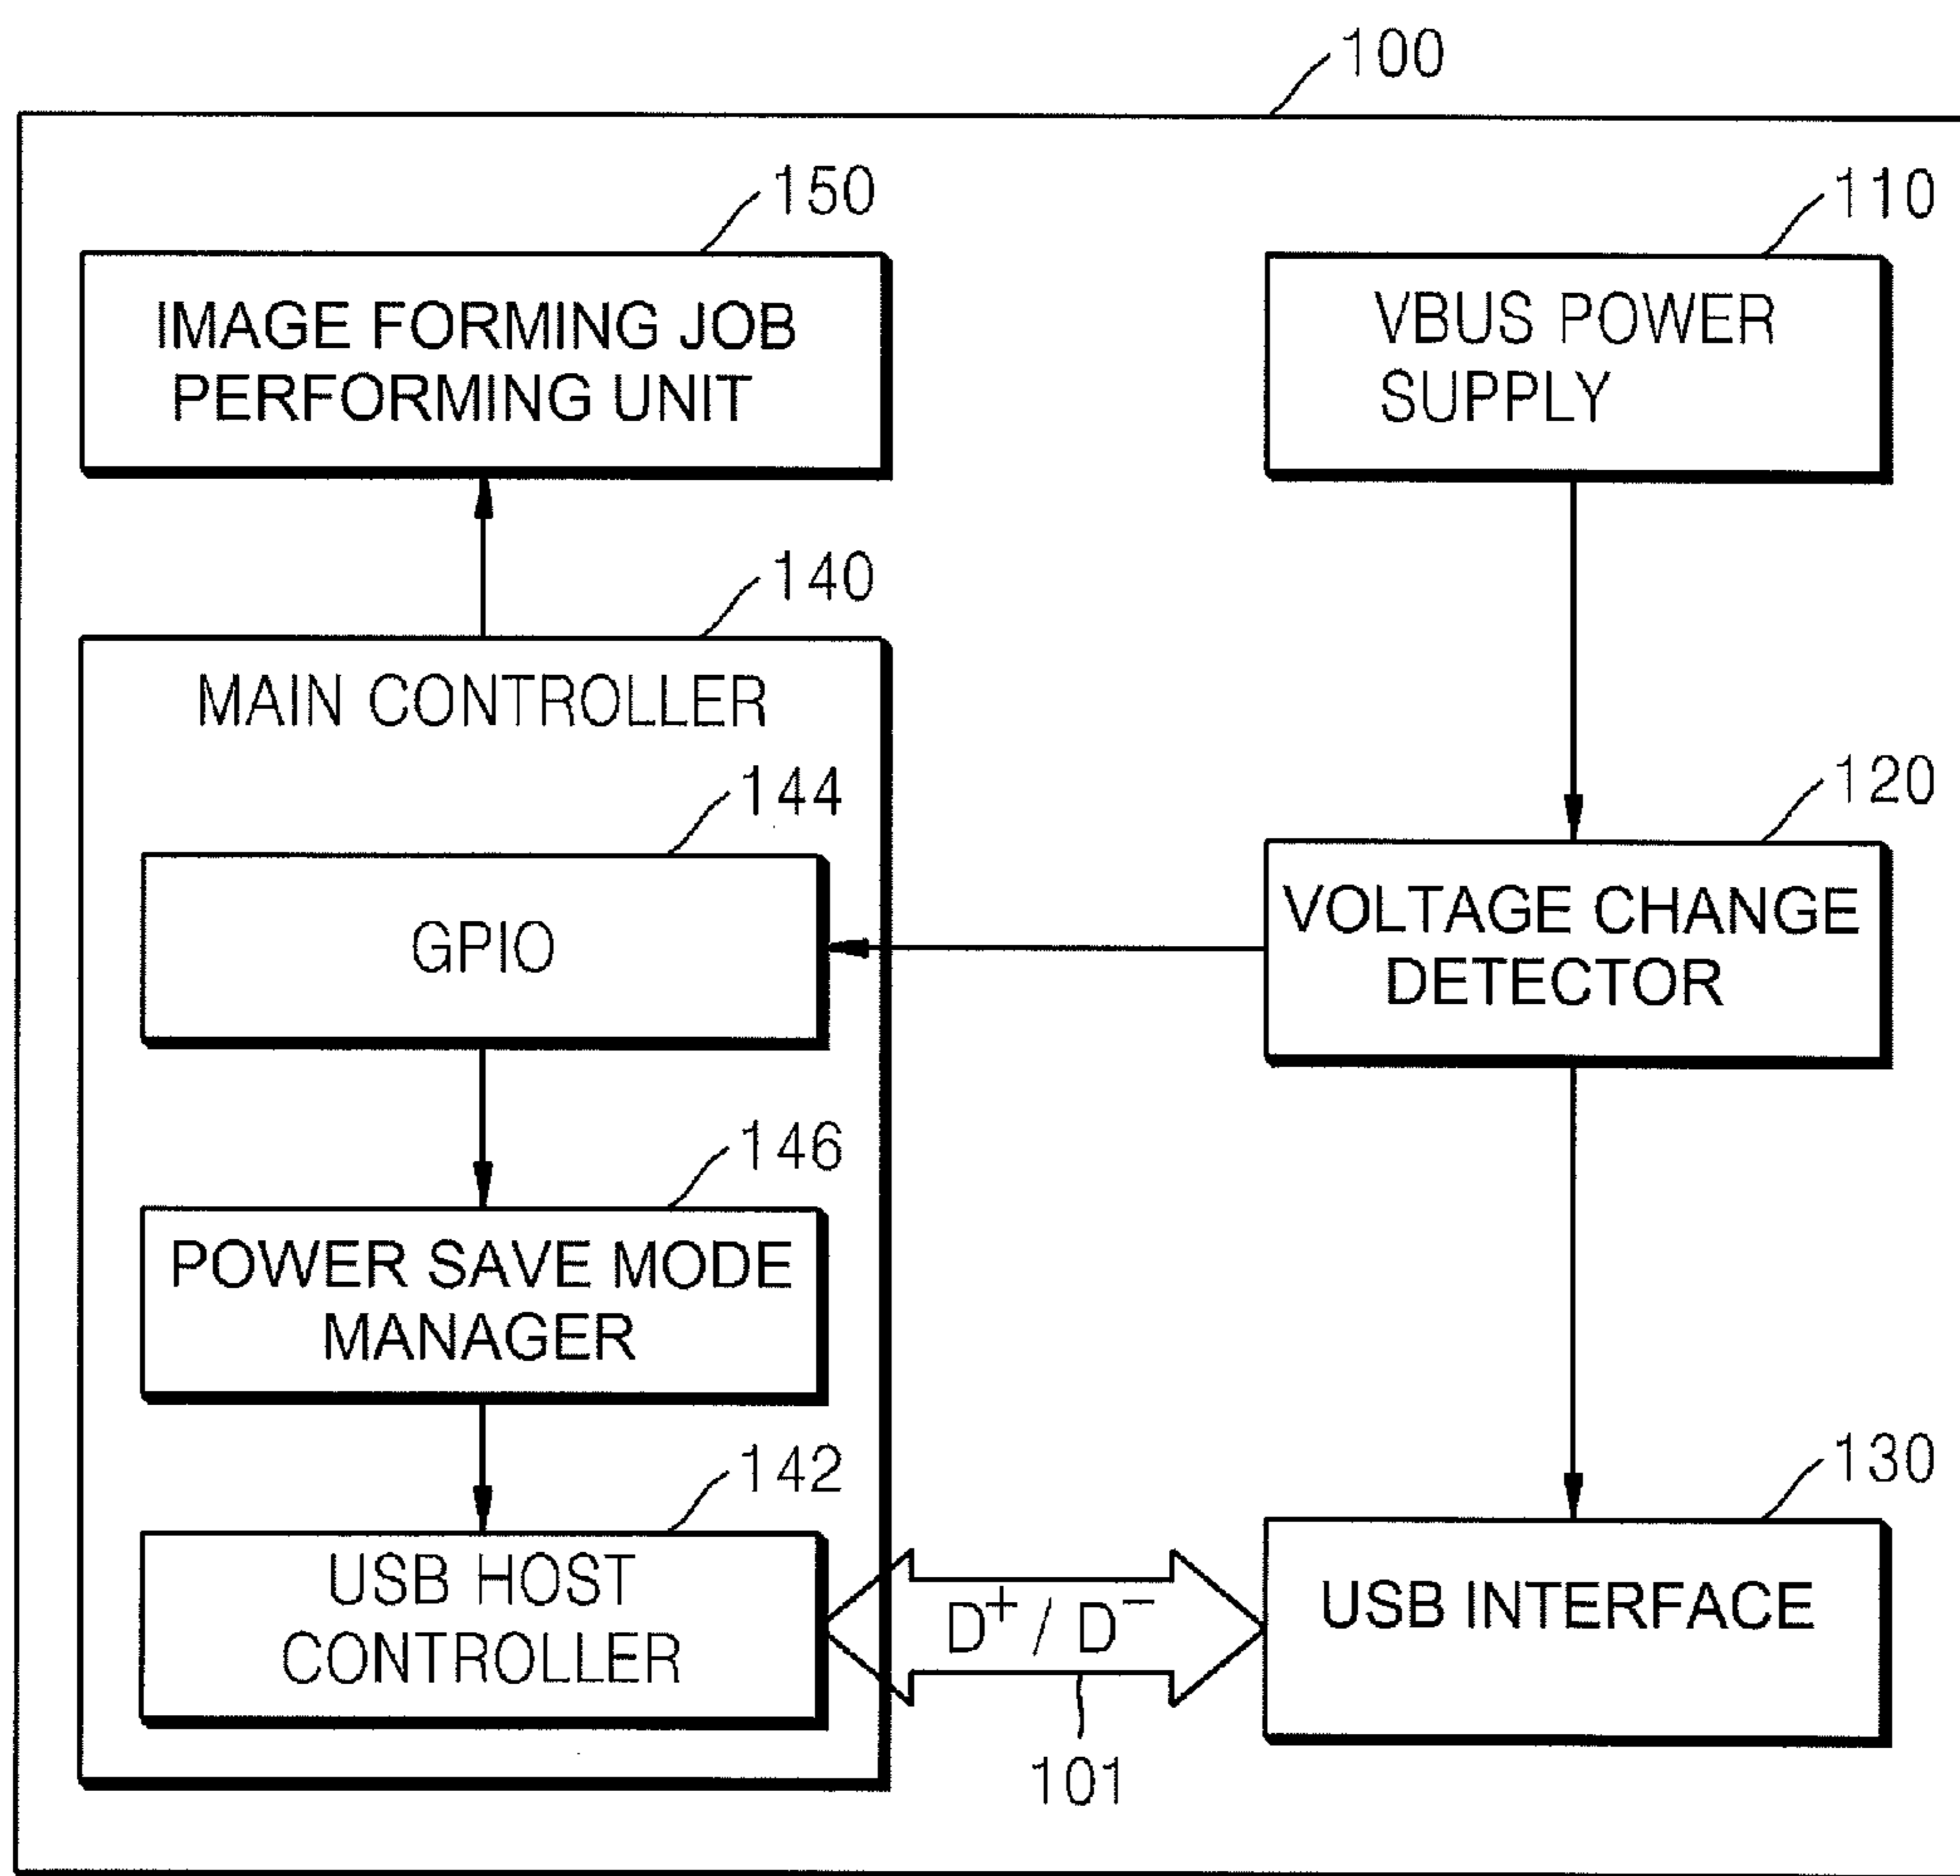 100
150
IMAGE FORMING JOB
PERFORMING UNIT
110
VBUS POWER
SUPPLY
140
MAIN CONTROLLER
144
GPIO
120
VOLTAGE CHANGE
DETECTOR
146
POWER SAVE MODE
MANAGER
142
USB HOST
CONTROLLER
D+ / D−
101
130
USB INTERFACE